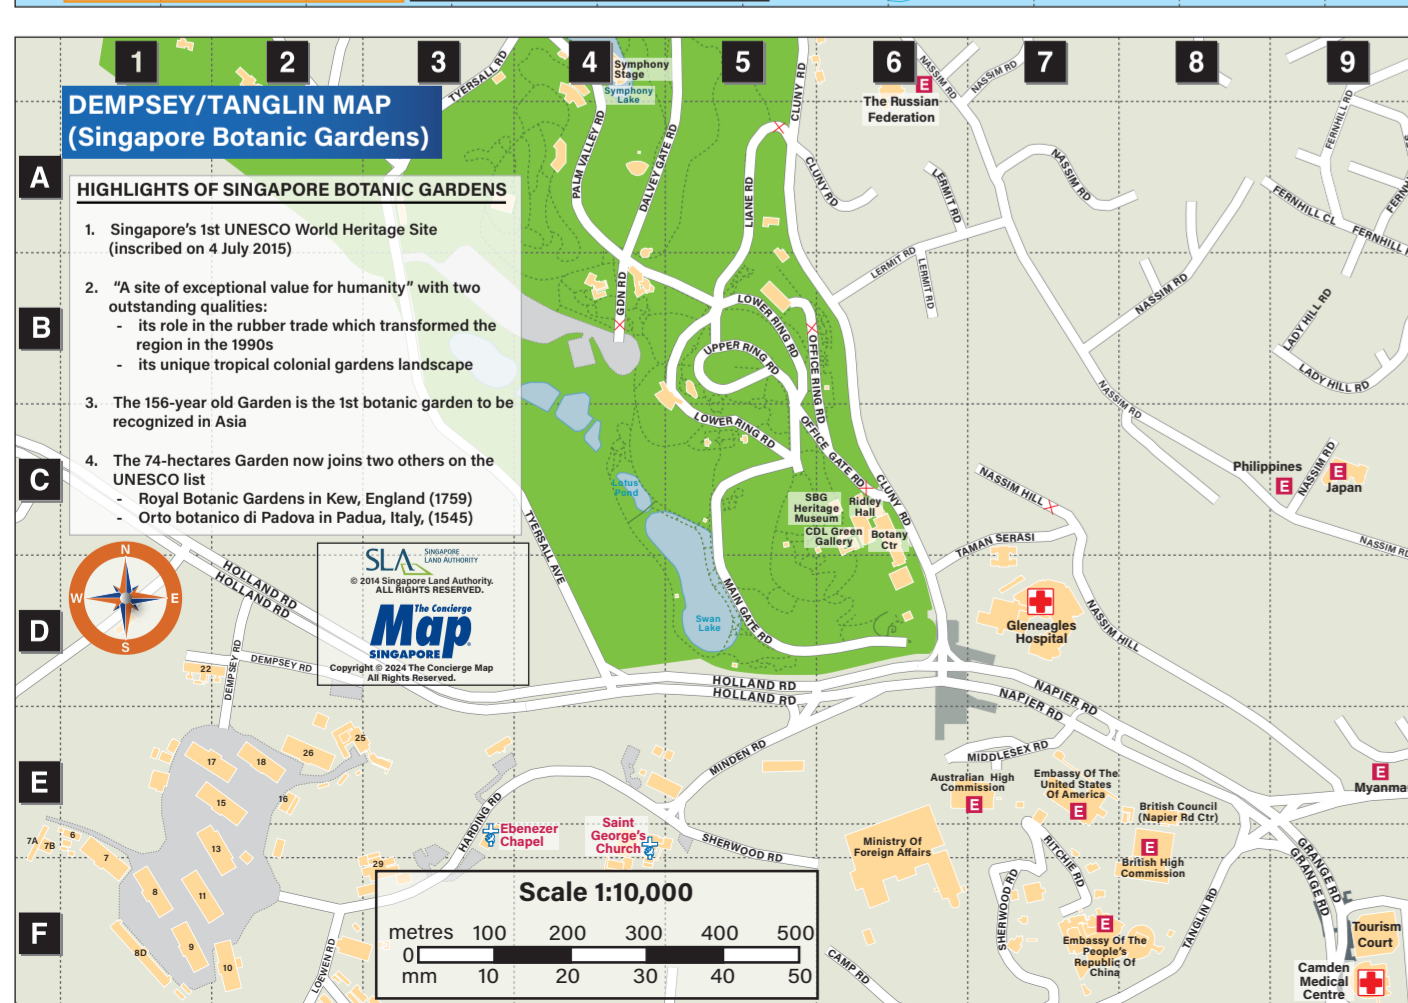 1
2
3
4
5
6
7
8
9
A
B
C
D
E
F
DEMPSEY/TANGLIN MAP
(Singapore Botanic Gardens)
HIGHLIGHTS OF SINGAPORE BOTANIC GARDENS
1. Singapore's 1st UNESCO World Heritage Site
(inscribed on 4 July 2015)
2. “A site of exceptional value for humanity” with two
outstanding qualities:
- its role in the rubber trade which transformed the
region in the 1990s
- its unique tropical colonial gardens landscape
3. The 156-year old Garden is the 1st botanic garden to be
recognized in Asia
4. The 74-hectares Garden now joins two others on the
UNESCO list
- Royal Botanic Gardens in Kew, England (1759)
- Orto botanico di Padova in Padua, Italy, (1545)
N
W
E
S
SLA
SINGAPORE
LAND AUTHORITY
© 2014 Singapore Land Authority.
ALL RIGHTS RESERVED.
The Concierge
Map
SINGAPORE
Copyright © 2024 The Concierge Map
All Rights Reserved.
TYERSALL RD
Symphony
Stage
Symphony
Lake
PALM VALLEY RD
DALVEY GATE RD
LIANE RD
CLUNY RD
CLUNY RD
GDN RD
LOWER RING RD
UPPER RING RD
OFFICE RING RD
LOWER RING RD
OFFICE GATE RD
CLUNY RD
Lotus
Pond
SBG
Heritage
Museum
Ridley
Hall
CDL Green
Gallery
Botany
Ctr
Swan
Lake
MAIN GATE RD
TYERSALL AVE
NASSIM RD
NASSIM RD
E
The Russian
Federation
LERMIT RD
NASSIM RD
LERMIT RD
LERMIT RD
NASSIM RD
FERNHILL RD
FERNHILL CL
FERNHILL
LADY HILL RD
LADY HILL RD
NASSIM RD
Philippines
E
NASSIM RD
E
Japan
NASSIM RD
NASSIM HILL
TAMAN SERASI
Gleneagles
Hospital
NASSIM HILL
HOLLAND RD
HOLLAND RD
DEMPSEY RD
DEMPSEY RD
22
HOLLAND RD
HOLLAND RD
NAPIER RD
NAPIER RD
MINDEN RD
MIDDLESEX RD
25
26
17
18
15
16
13
11
7A
7B
6
7
8
9
10
8D
29
HARDING RD
Ebenezer
Chapel
Saint
George's
Church
SHERWOOD RD
Australian High
Commission
E
Embassy Of The
United States
Of America
E
British Council
(Napier Rd Ctr)
E
British High
Commission
E
Myanma
Ministry Of
Foreign Affairs
RITCHIE RD
SHERWOOD RD
E
Embassy Of The
People's
Republic Of
China
TANGLIN RD
GRANGE RD
GRANGE RD
Tourism
Court
Camden
Medical
Centre
LOEWEN RD
CAMP RD
Scale 1:10,000
metres 100 200 300 400 500
0
mm 10 20 30 40 50